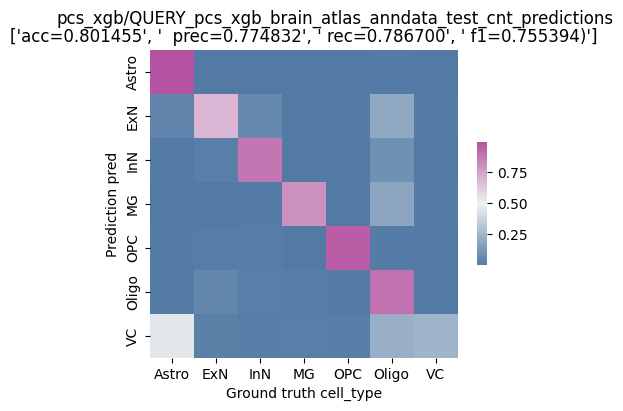 pcs_xgb/QUERY_pcs_xgb_brain_atlas_anndata_test_cnt_predictions
['acc=0.801455', '  prec=0.774832', ' rec=0.786700', ' f1=0.755394)']
Prediction pred
Astro
ExN
InN
MG
OPC
Oligo
VC
0.75
0.50
0.25
Astro ExN InN MG OPC Oligo VC
Ground truth cell_type